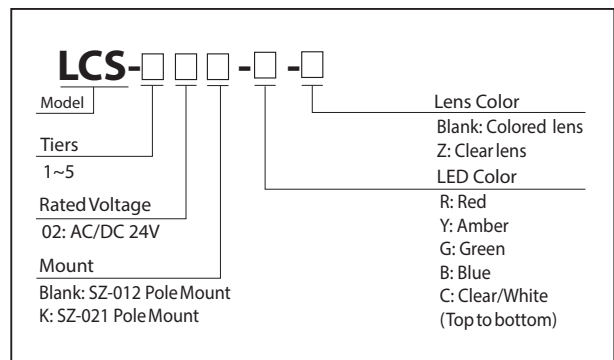 LCS-□□□-□-□
Model
Tiers
1~5
Rated Voltage
02: AC/DC 24V
Mount
Blank: SZ-012 Pole Mount
K: SZ-021 Pole Mount
Lens Color
Blank: Colored lens
Z: Clear lens
LED Color
R: Red
Y: Amber
G: Green
B: Blue
C: Clear/White
(Top to bottom)